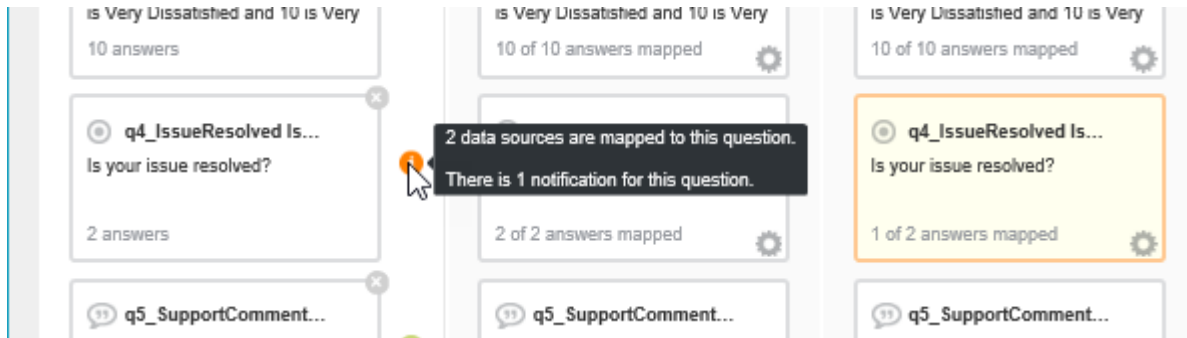 is Very Dissatisfied and 10 is Very
10 answers
is Very Dissatisfied and 10 is Very
10 of 10 answers mapped
is Very Dissatisfied and 10 is Very
10 of 10 answers mapped
q4_IssueResolved Is...
Is your issue resolved?
2 answers
2 data sources are mapped to this question.
There is 1 notification for this question.
2 of 2 answers mapped
q4_IssueResolved Is...
Is your issue resolved?
1 of 2 answers mapped
q5_SupportComment...
q5_SupportComment...
q5_SupportComment...